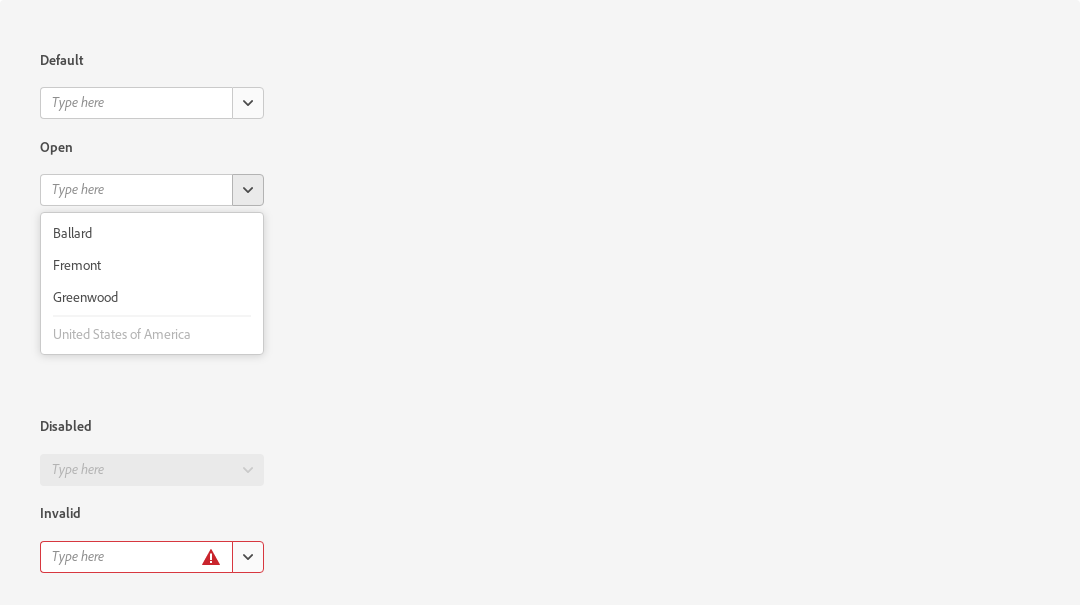 Default
Type here
Open
Type here
Ballard
Fremont
Greenwood
United States of America
Disabled
Type here
Invalid
Type here